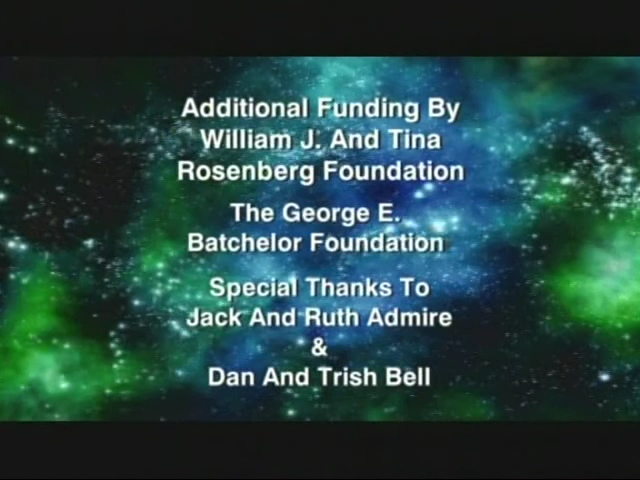 Additional Funding By
William J. And Tina
Rosenberg Foundation
The George E.
Batchelor Foundation
Special Thanks To
Jack And Ruth Admire
&
Dan And Trish Bell